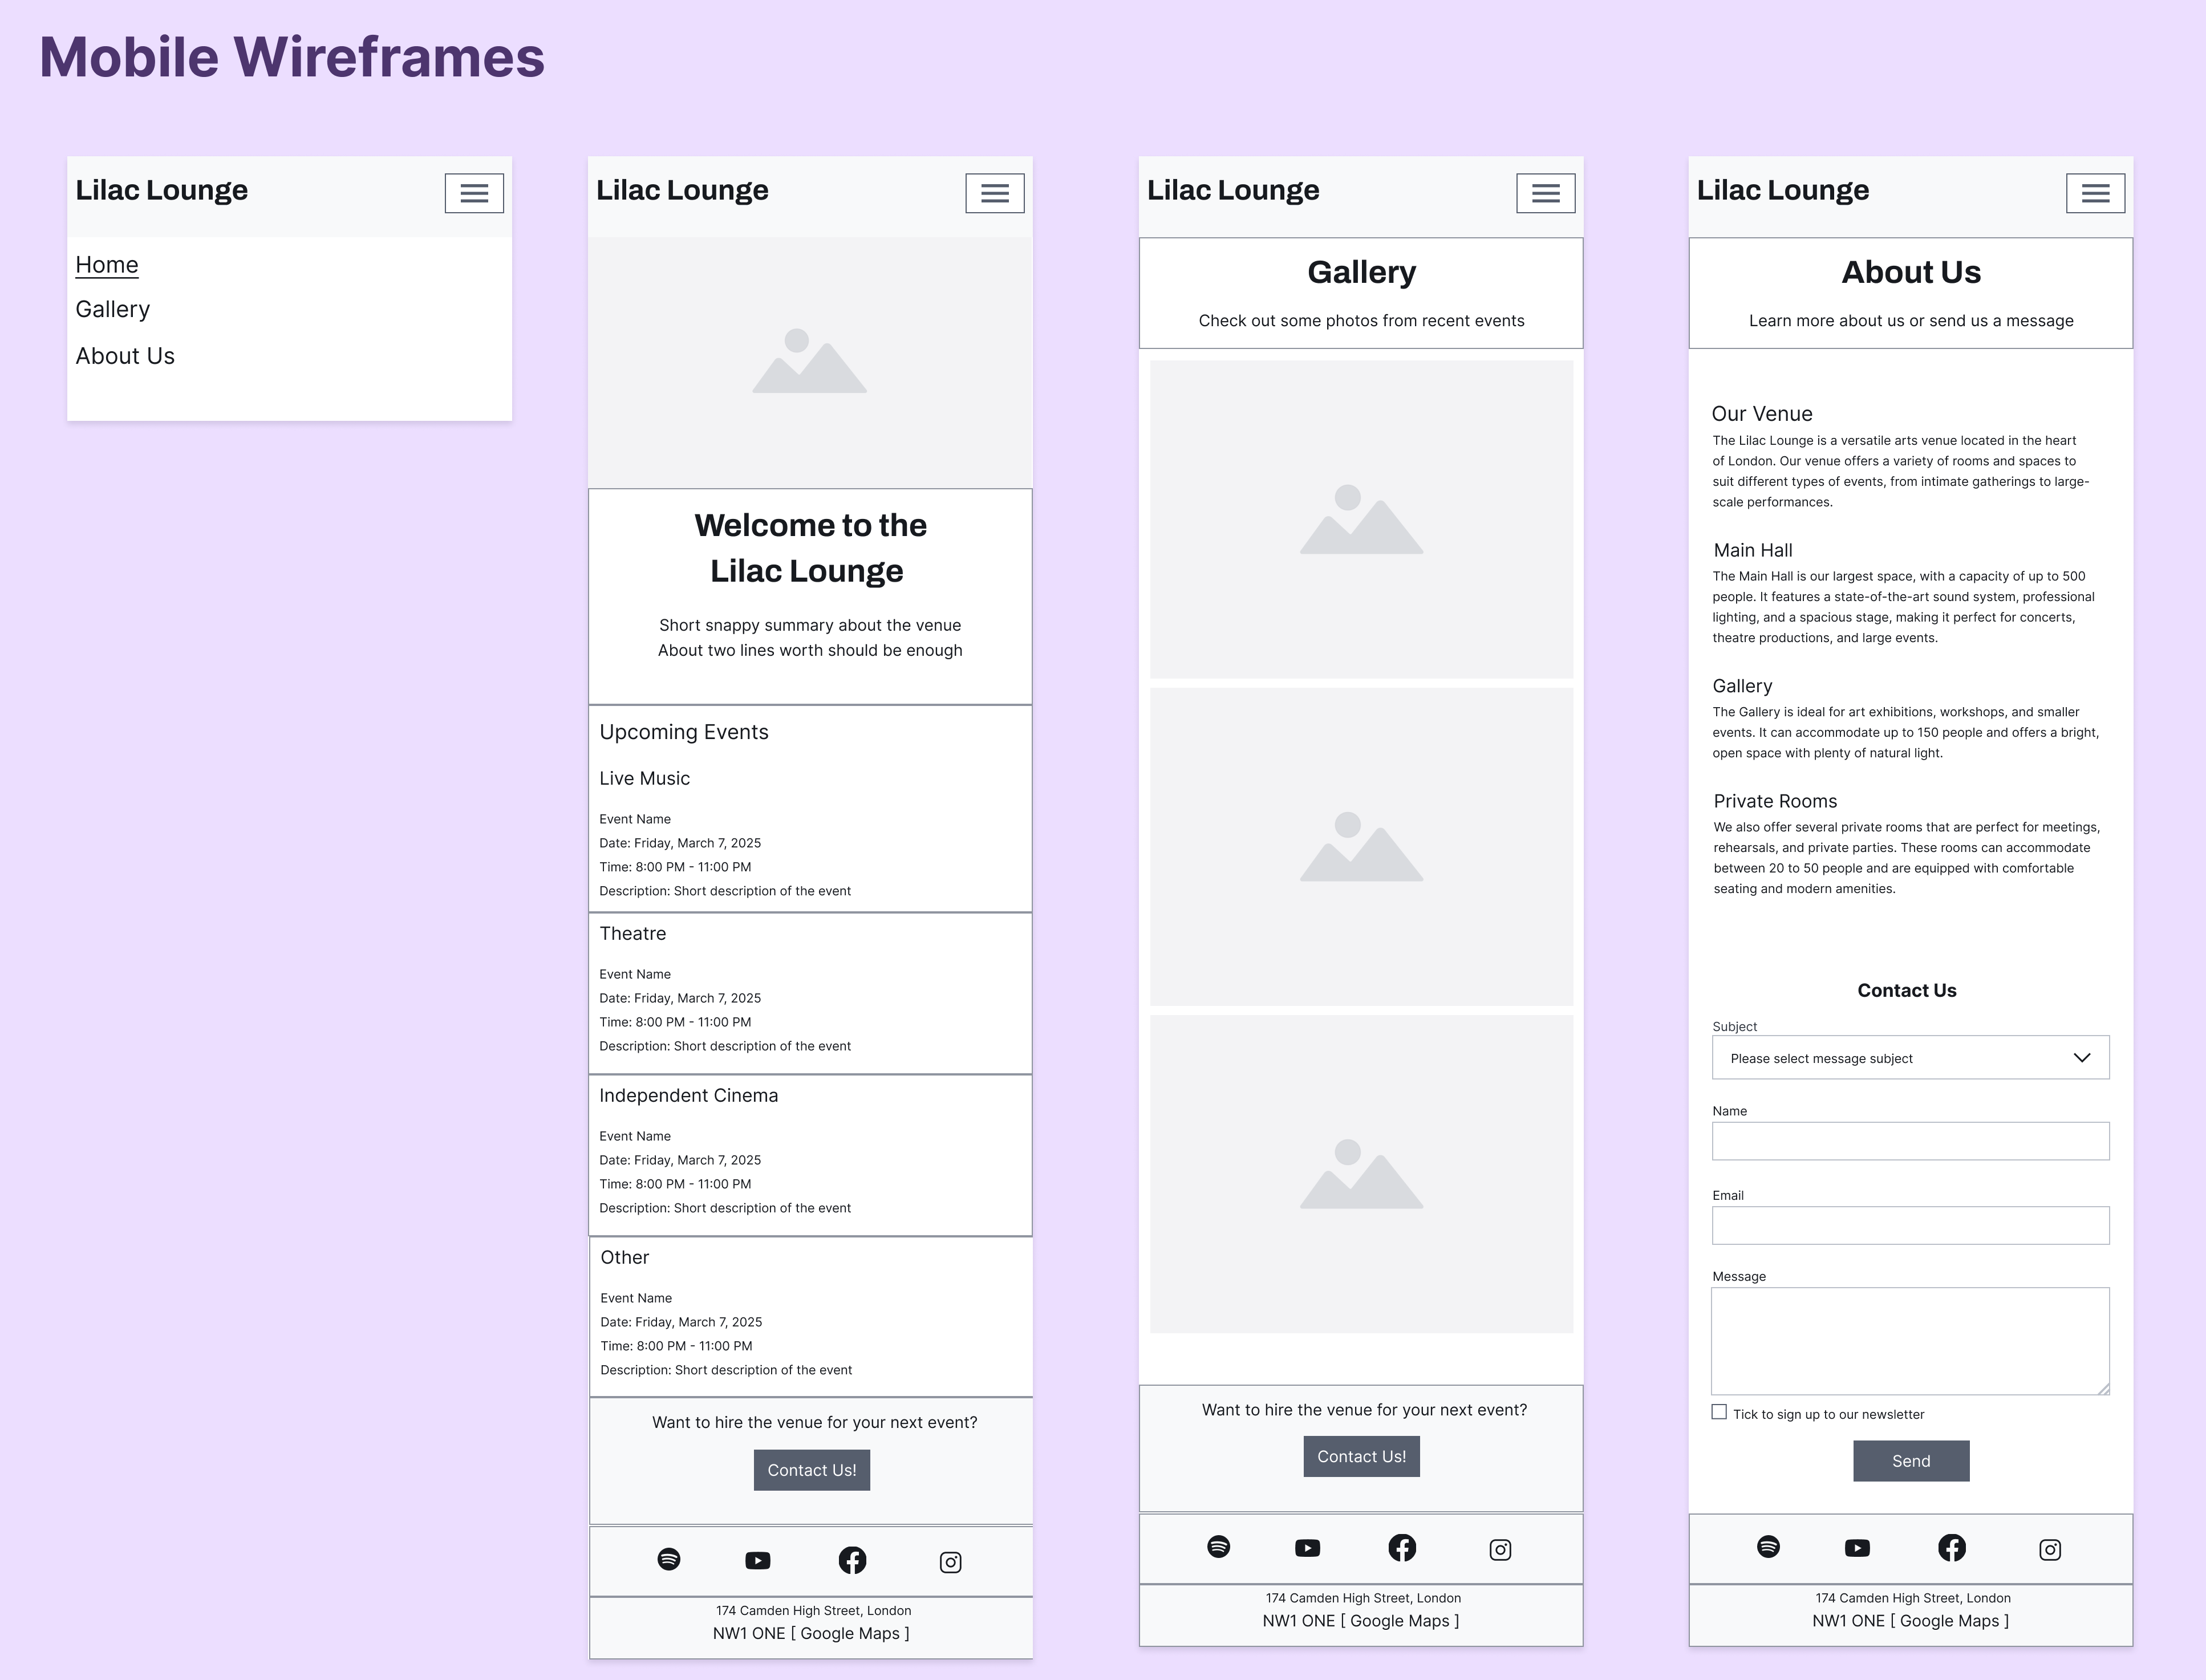 Mobile Wireframes
Lilac Lounge
Home
Gallery
About Us
Lilac Lounge
Welcome to the
Lilac Lounge
Short snappy summary about the venue
About two lines worth should be enough
Upcoming Events
Live Music
Event Name
Date: Friday, March 7, 2025
Time: 8:00 PM - 11:00 PM
Description: Short description of the event
Theatre
Event Name
Date: Friday, March 7, 2025
Time: 8:00 PM - 11:00 PM
Description: Short description of the event
Independent Cinema
Event Name
Date: Friday, March 7, 2025
Time: 8:00 PM - 11:00 PM
Description: Short description of the event
Other
Event Name
Date: Friday, March 7, 2025
Time: 8:00 PM - 11:00 PM
Description: Short description of the event
Want to hire the venue for your next event?
Contact Us!
174 Camden High Street, London
NW1 ONE [ Google Maps ]
Lilac Lounge
Gallery
Check out some photos from recent events
Want to hire the venue for your next event?
Contact Us!
174 Camden High Street, London
NW1 ONE [ Google Maps ]
Lilac Lounge
About Us
Learn more about us or send us a message
Our Venue
The Lilac Lounge is a versatile arts venue located in the heart
of London. Our venue offers a variety of rooms and spaces to
suit different types of events, from intimate gatherings to large-
scale performances.
Main Hall
The Main Hall is our largest space, with a capacity of up to 500
people. It features a state-of-the-art sound system, professional
lighting, and a spacious stage, making it perfect for concerts,
theatre productions, and large events.
Gallery
The Gallery is ideal for art exhibitions, workshops, and smaller
events. It can accommodate up to 150 people and offers a bright,
open space with plenty of natural light.
Private Rooms
We also offer several private rooms that are perfect for meetings,
rehearsals, and private parties. These rooms can accommodate
between 20 to 50 people and are equipped with comfortable
seating and modern amenities.
Contact Us
Subject
Please select message subject
Name
Email
Message
Tick to sign up to our newsletter
Send
174 Camden High Street, London
NW1 ONE [ Google Maps ]